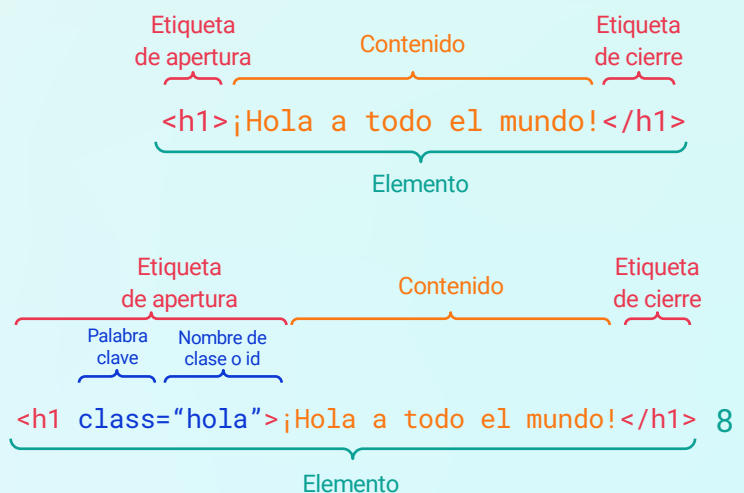 Etiqueta
de apertura
Contenido
Etiqueta
de cierre
<h1>¡Hola a todo el mundo!</h1>
Elemento
Etiqueta
de apertura
Contenido
Etiqueta
de cierre
Palabra
clave
Nombre de
clase o id
<h1 class=“hola”>¡Hola a todo el mundo!</h1> 8
Elemento